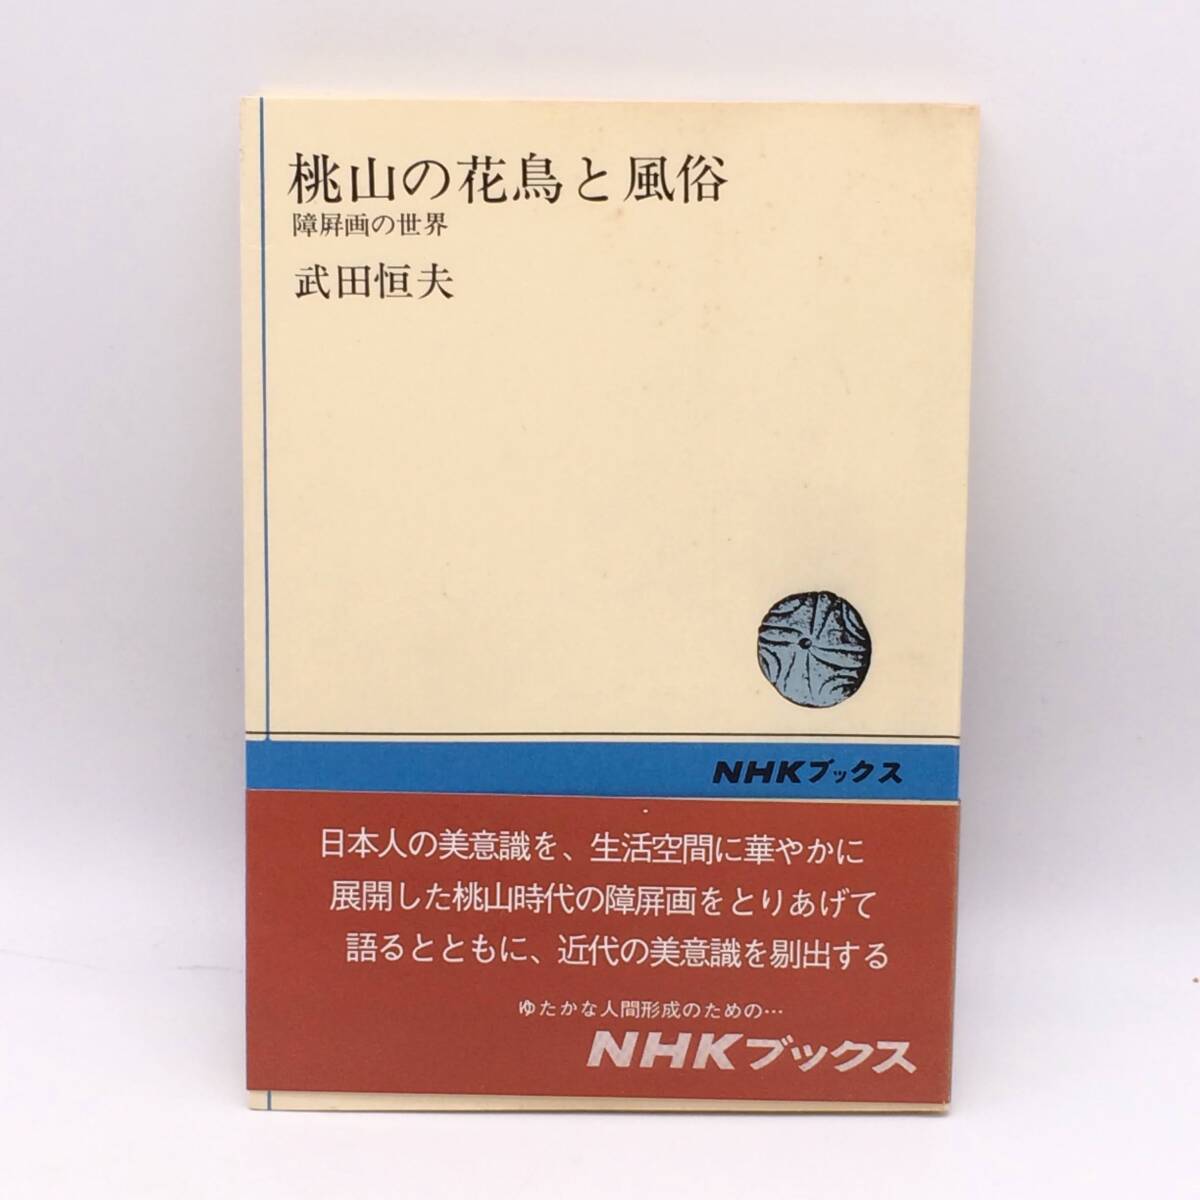 桃山の花鳥と風俗
障屏画の世界
武田恒夫
NHKブックス
日本人の美意識を、生活空間に華やかに
展開した桃山時代の障屏画をとりあげて
語るとともに、近代の美意識を剔出する
ゆたかな人間形成のための…
NHKブックス